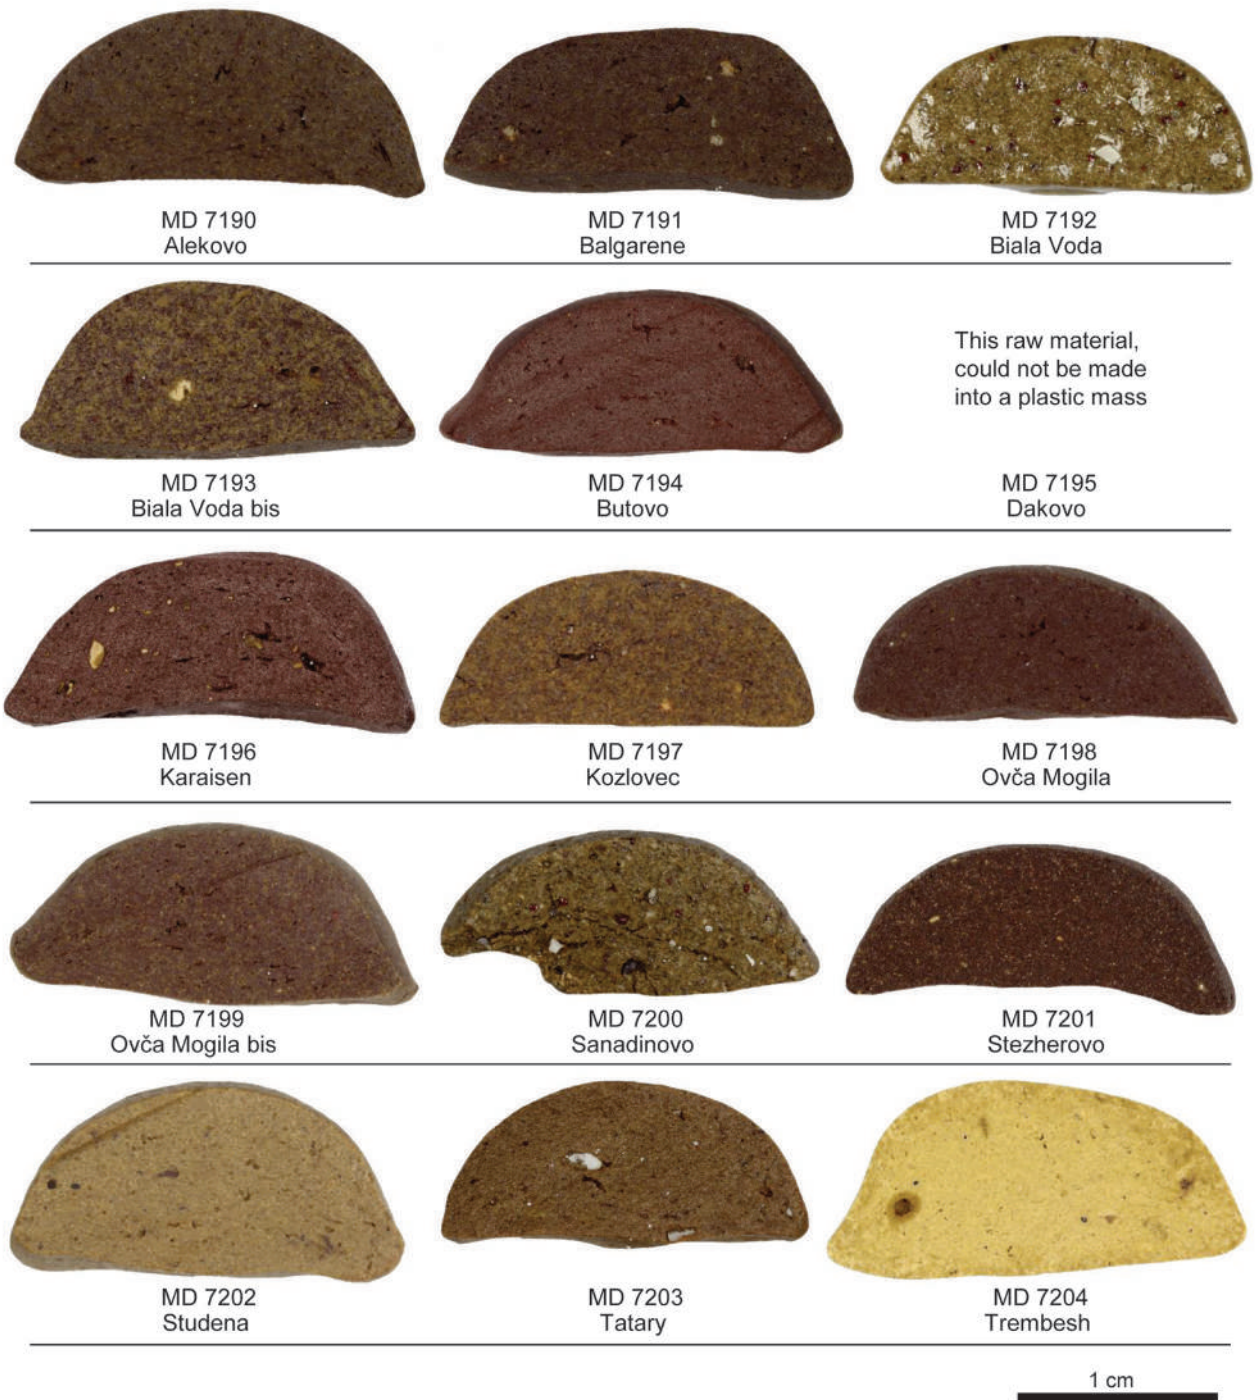 MD 7190
Alekovo
MD 7191
Balgarene
MD 7192
Biala Voda
MD 7193
Biala Voda bis
MD 7194
Butovo
This raw material,
could not be made
into a plastic mass
MD 7195
Dakovo
MD 7196
Karaisen
MD 7197
Kozlovec
MD 7198
Ovča Mogila
MD 7199
Ovča Mogila bis
MD 7200
Sanadinovo
MD 7201
Stezherovo
MD 7202
Studena
MD 7203
Tatary
MD 7204
Trembesh
1 cm